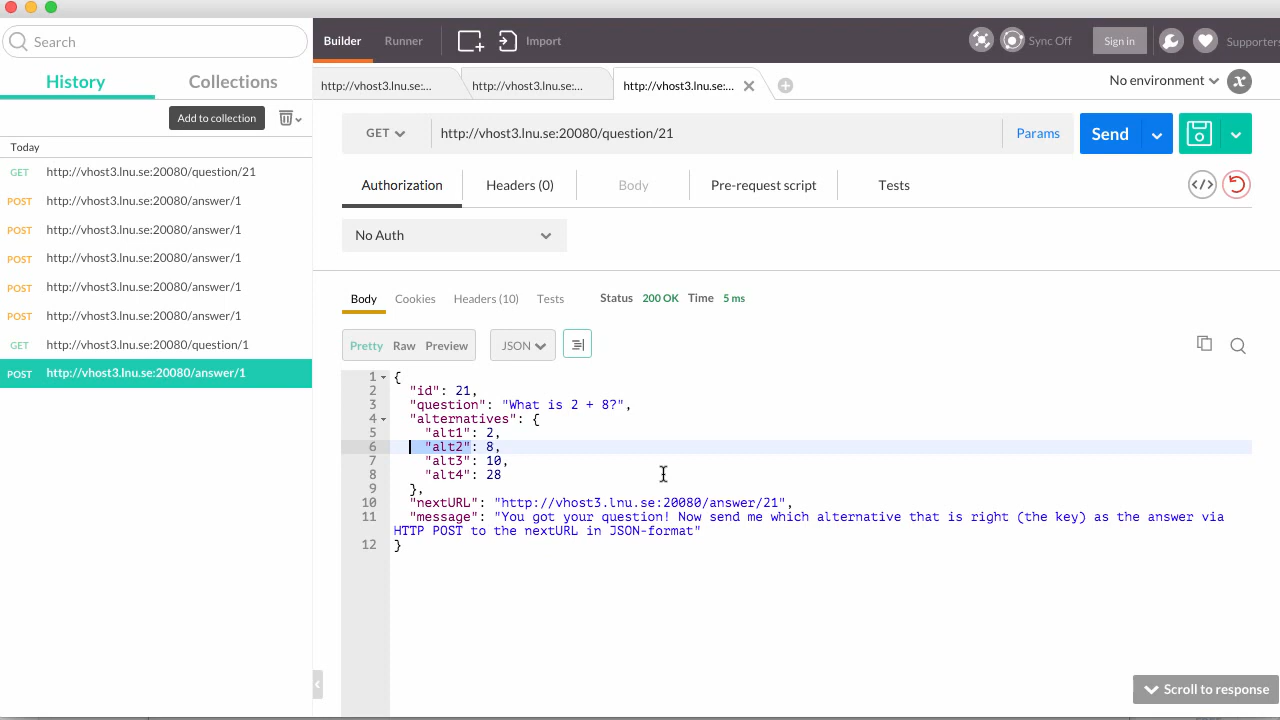 Search
Builder
Runner
Import
Sync Off
Sign in
Supporters
History
Collections
http://vhost3.lnu.se:...
http://vhost3.lnu.se:...
http://vhost3.lnu.se:...
No environment
x
Add to collection
GET
http://vhost3.lnu.se:20080/question/21
Params
Send
Today
GET http://vhost3.lnu.se:20080/question/21
POST http://vhost3.lnu.se:20080/answer/1
POST http://vhost3.lnu.se:20080/answer/1
POST http://vhost3.lnu.se:20080/answer/1
POST http://vhost3.lnu.se:20080/answer/1
POST http://vhost3.lnu.se:20080/answer/1
GET http://vhost3.lnu.se:20080/question/1
POST http://vhost3.lnu.se:20080/answer/1
Authorization
Headers (0)
Body
Pre-request script
Tests
No Auth
Body
Cookies
Headers (10)
Tests
Status 200 OK Time 5 ms
Pretty Raw Preview
JSON
1 {
2 "id": 21,
3 "question": "What is 2 + 8?",
4 "alternatives": {
5 "alt1": 2,
6 "alt2": 8,
7 "alt3": 10,
8 "alt4": 28
9 },
10 "nextURL": "http://vhost3.lnu.se:20080/answer/21",
11 "message": "You got your question! Now send me which alternative that is right (the key) as the answer via
HTTP POST to the nextURL in JSON-format"
12 }
Scroll to response